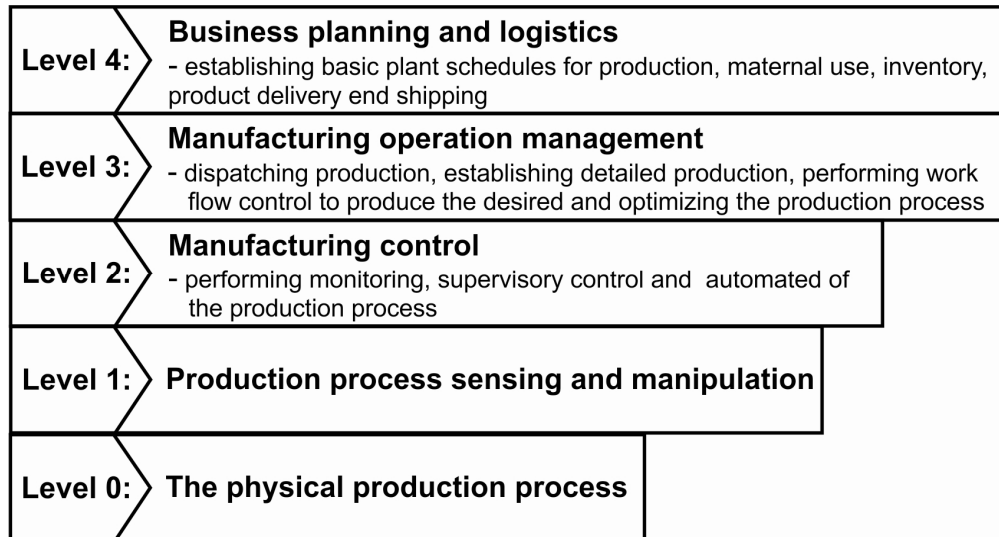 Level 4:
Business planning and logistics
- establishing basic plant schedules for production, maternal use, inventory,
product delivery end shipping
Level 3:
Manufacturing operation management
- dispatching production, establishing detailed production, performing work
flow control to produce the desired and optimizing the production process
Level 2:
Manufacturing control
- performing monitoring, supervisory control and automated of
the production process
Level 1:
Production process sensing and manipulation
Level 0:
The physical production process